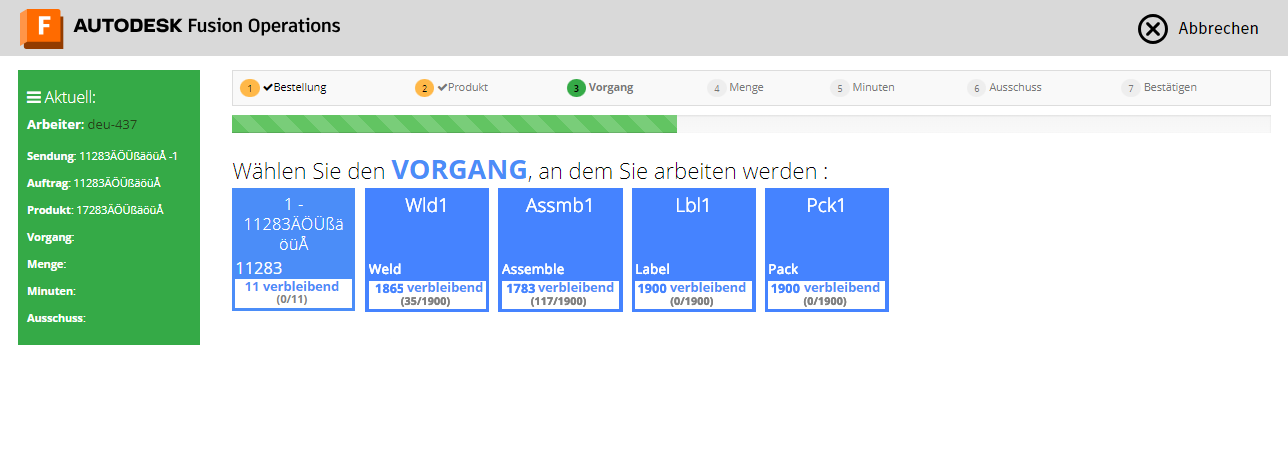 F AUTODESK Fusion Operations
Abbrechen
Aktuell:
Arbeiter: deu-437
Sendung: 11283ÄÖÜßäöüÅ -1
Auftrag: 11283ÄÖÜßäöüÅ
Produkt: 17283ÄÖÜßäöüÅ
Vorgang:
Menge:
Minuten:
Ausschuss:
1 Bestellung 2 Produkt 3 Vorgang 4 Menge 5 Minuten 6 Ausschuss 7 Bestätigen
Wählen Sie den VORGANG, an dem Sie arbeiten werden :
1 -
11283ÄÖÜßä
öüÅ
11283
11 verbleibend
(0/11)
Wld1
Weld
1865 verbleibend
(35/1900)
Assmb1
Assemble
1783 verbleibend
(117/1900)
Lbl1
Label
1900 verbleibend
(0/1900)
Pck1
Pack
1900 verbleibend
(0/1900)